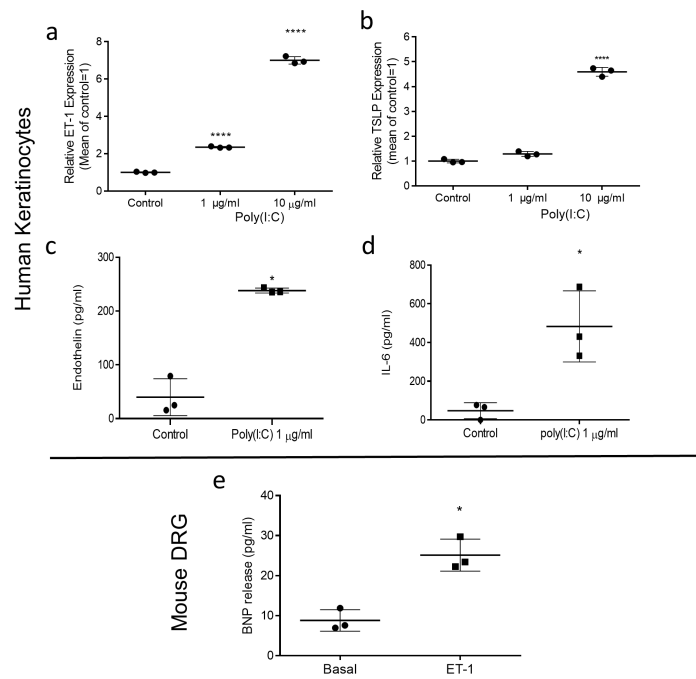 a
Relative ET-1 Expression
(Mean of control=1)
8
6
4
2
0
****
****
Control
1 µg/ml
10 µg/ml
Poly(I:C)
b
Relative TSLP Expression
(mean of control=1)
6
5
4
3
2
1
0
****
Control
1 µg/ml
10 µg/ml
Poly(I:C)
Human Keratinocytes
c
Endothelin (pg/ml)
300
200
100
0
*
Control
Poly(I:C) 1 µg/ml
d
IL-6 (pg/ml)
800
600
400
200
0
*
Control
poly(I:C) 1 µg/ml
Mouse DRG
e
BNP release (pg/ml)
40
30
20
10
0
*
Basal
ET-1